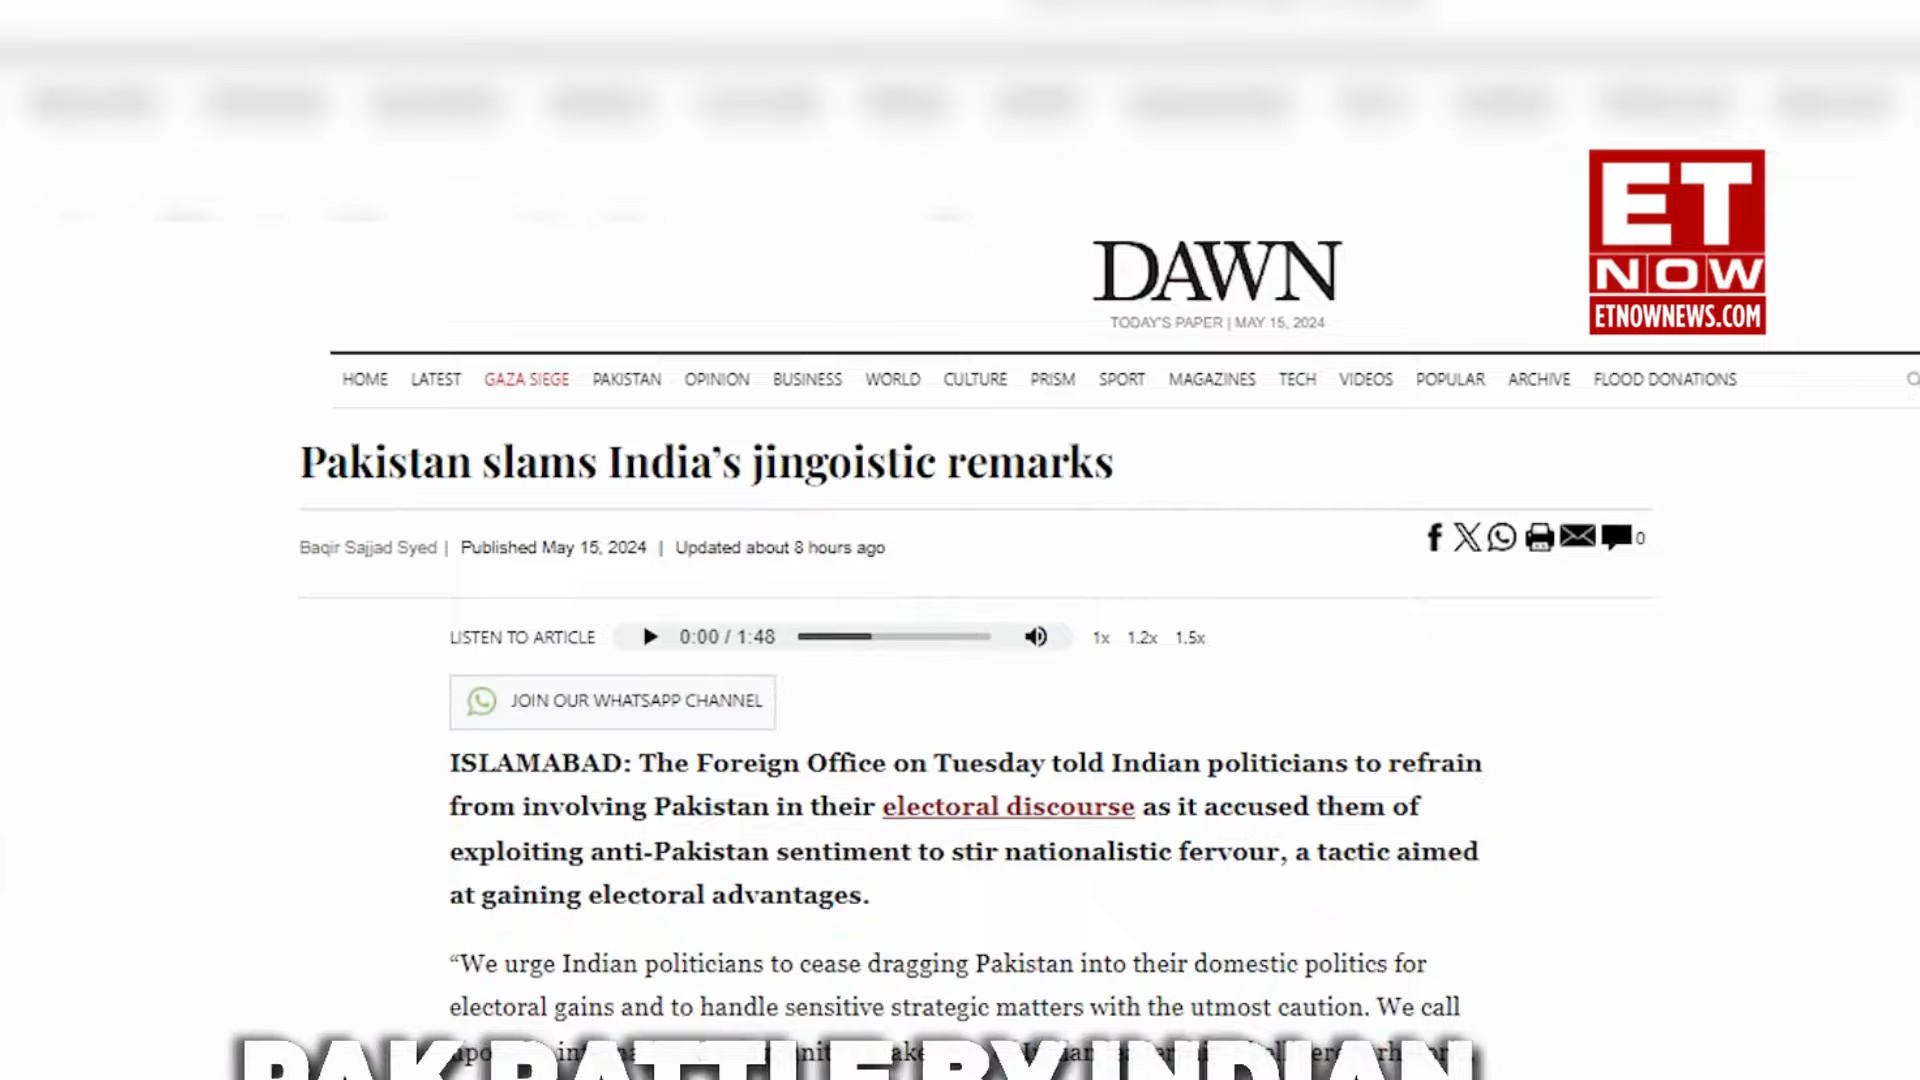 ET
NOW
ETNOWNEWS.COM
DAWN
TODAY'S PAPER | MAY 15, 2024
HOME LATEST GAZA SIEGE PAKISTAN OPINION BUSINESS WORLD CULTURE PRISM SPORT MAGAZINES TECH VIDEOS POPULAR ARCHIVE FLOOD DONATIONS
Pakistan slams India's jingoistic remarks
Baqir Sajjad Syed | Published May 15, 2024 | Updated about 8 hours ago
0
LISTEN TO ARTICLE 0:00 / 1:48 1x 1.2x 1.5x
JOIN OUR WHATSAPP CHANNEL
ISLAMABAD: The Foreign Office on Tuesday told Indian politicians to refrain
from involving Pakistan in their electoral discourse as it accused them of
exploiting anti-Pakistan sentiment to stir nationalistic fervour, a tactic aimed
at gaining electoral advantages.
“We urge Indian politicians to cease dragging Pakistan into their domestic politics for
electoral gains and to handle sensitive strategic matters with the utmost caution. We call
PAK RATTLE BY INDIAN